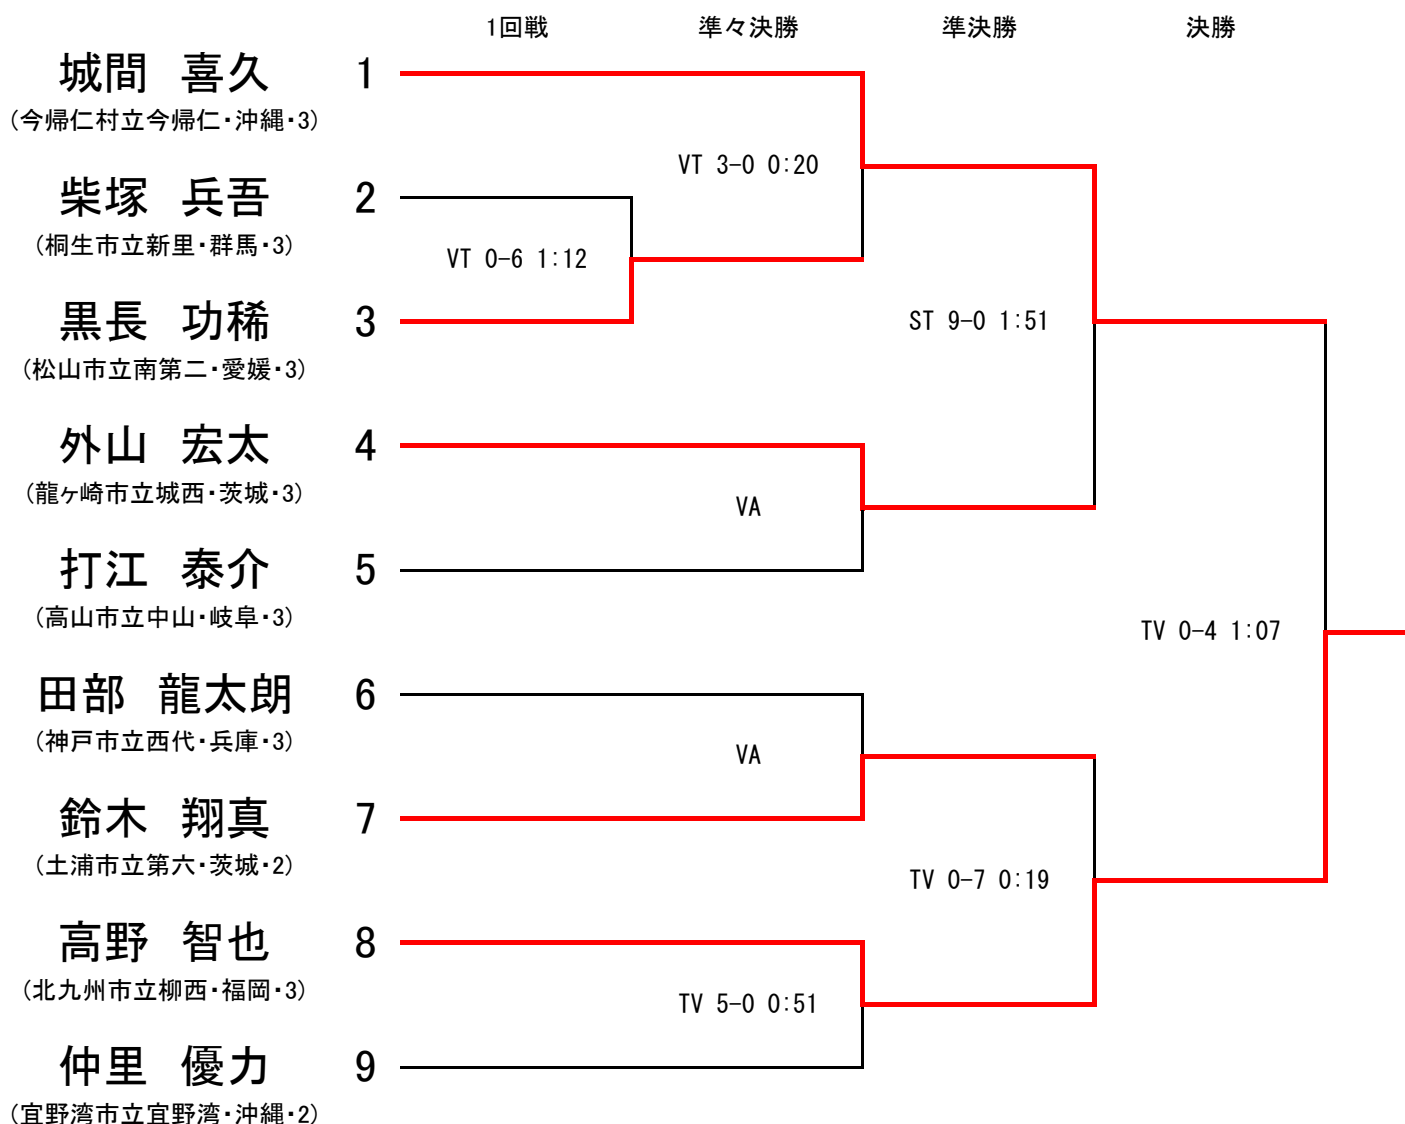 1回戦 準々決勝 準決勝 決勝
城間 喜久 1
(今帰仁村立今帰仁・沖縄・3)
VT 3-0 0:20
柴塚 兵吾 2
(桐生市立新里・群馬・3)
VT 0-6 1:12
黒長 功稀 3
ST 9-0 1:51
(松山市立南第二・愛媛・3)
外山 宏太 4
(龍ヶ崎市立城西・茨城・3)
VA
打江 泰介 5
(高山市立中山・岐阜・3)
TV 0-4 1:07
田部 龍太朗 6
(神戸市立西代・兵庫・3)
VA
鈴木 翔真 7
(土浦市立第六・茨城・2)
TV 0-7 0:19
高野 智也 8
(北九州市立柳西・福岡・3)
TV 5-0 0:51
仲里 優力 9
(宜野湾市立宜野湾・沖縄・2)